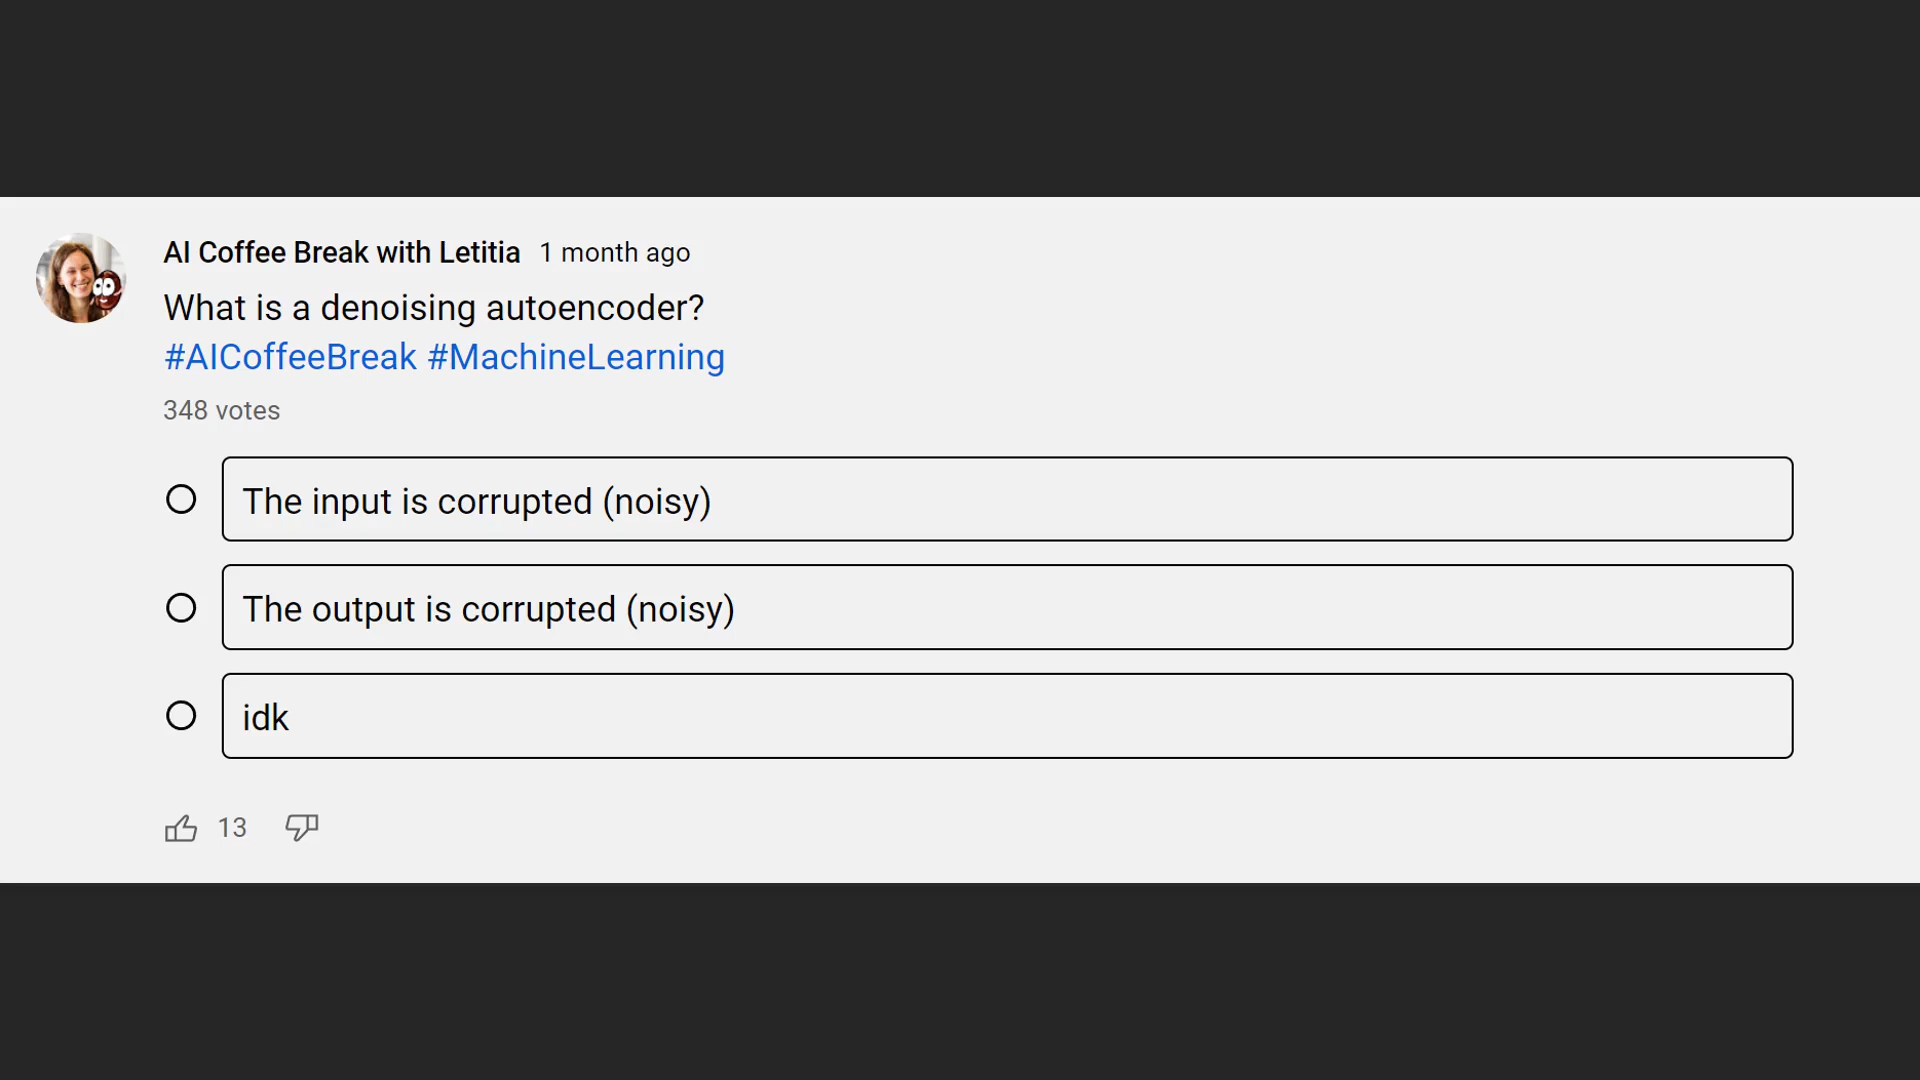 AI Coffee Break with Letitia 1 month ago
What is a denoising autoencoder?
#AICoffeeBreak #MachineLearning
348 votes
The input is corrupted (noisy)
The output is corrupted (noisy)
idk
13